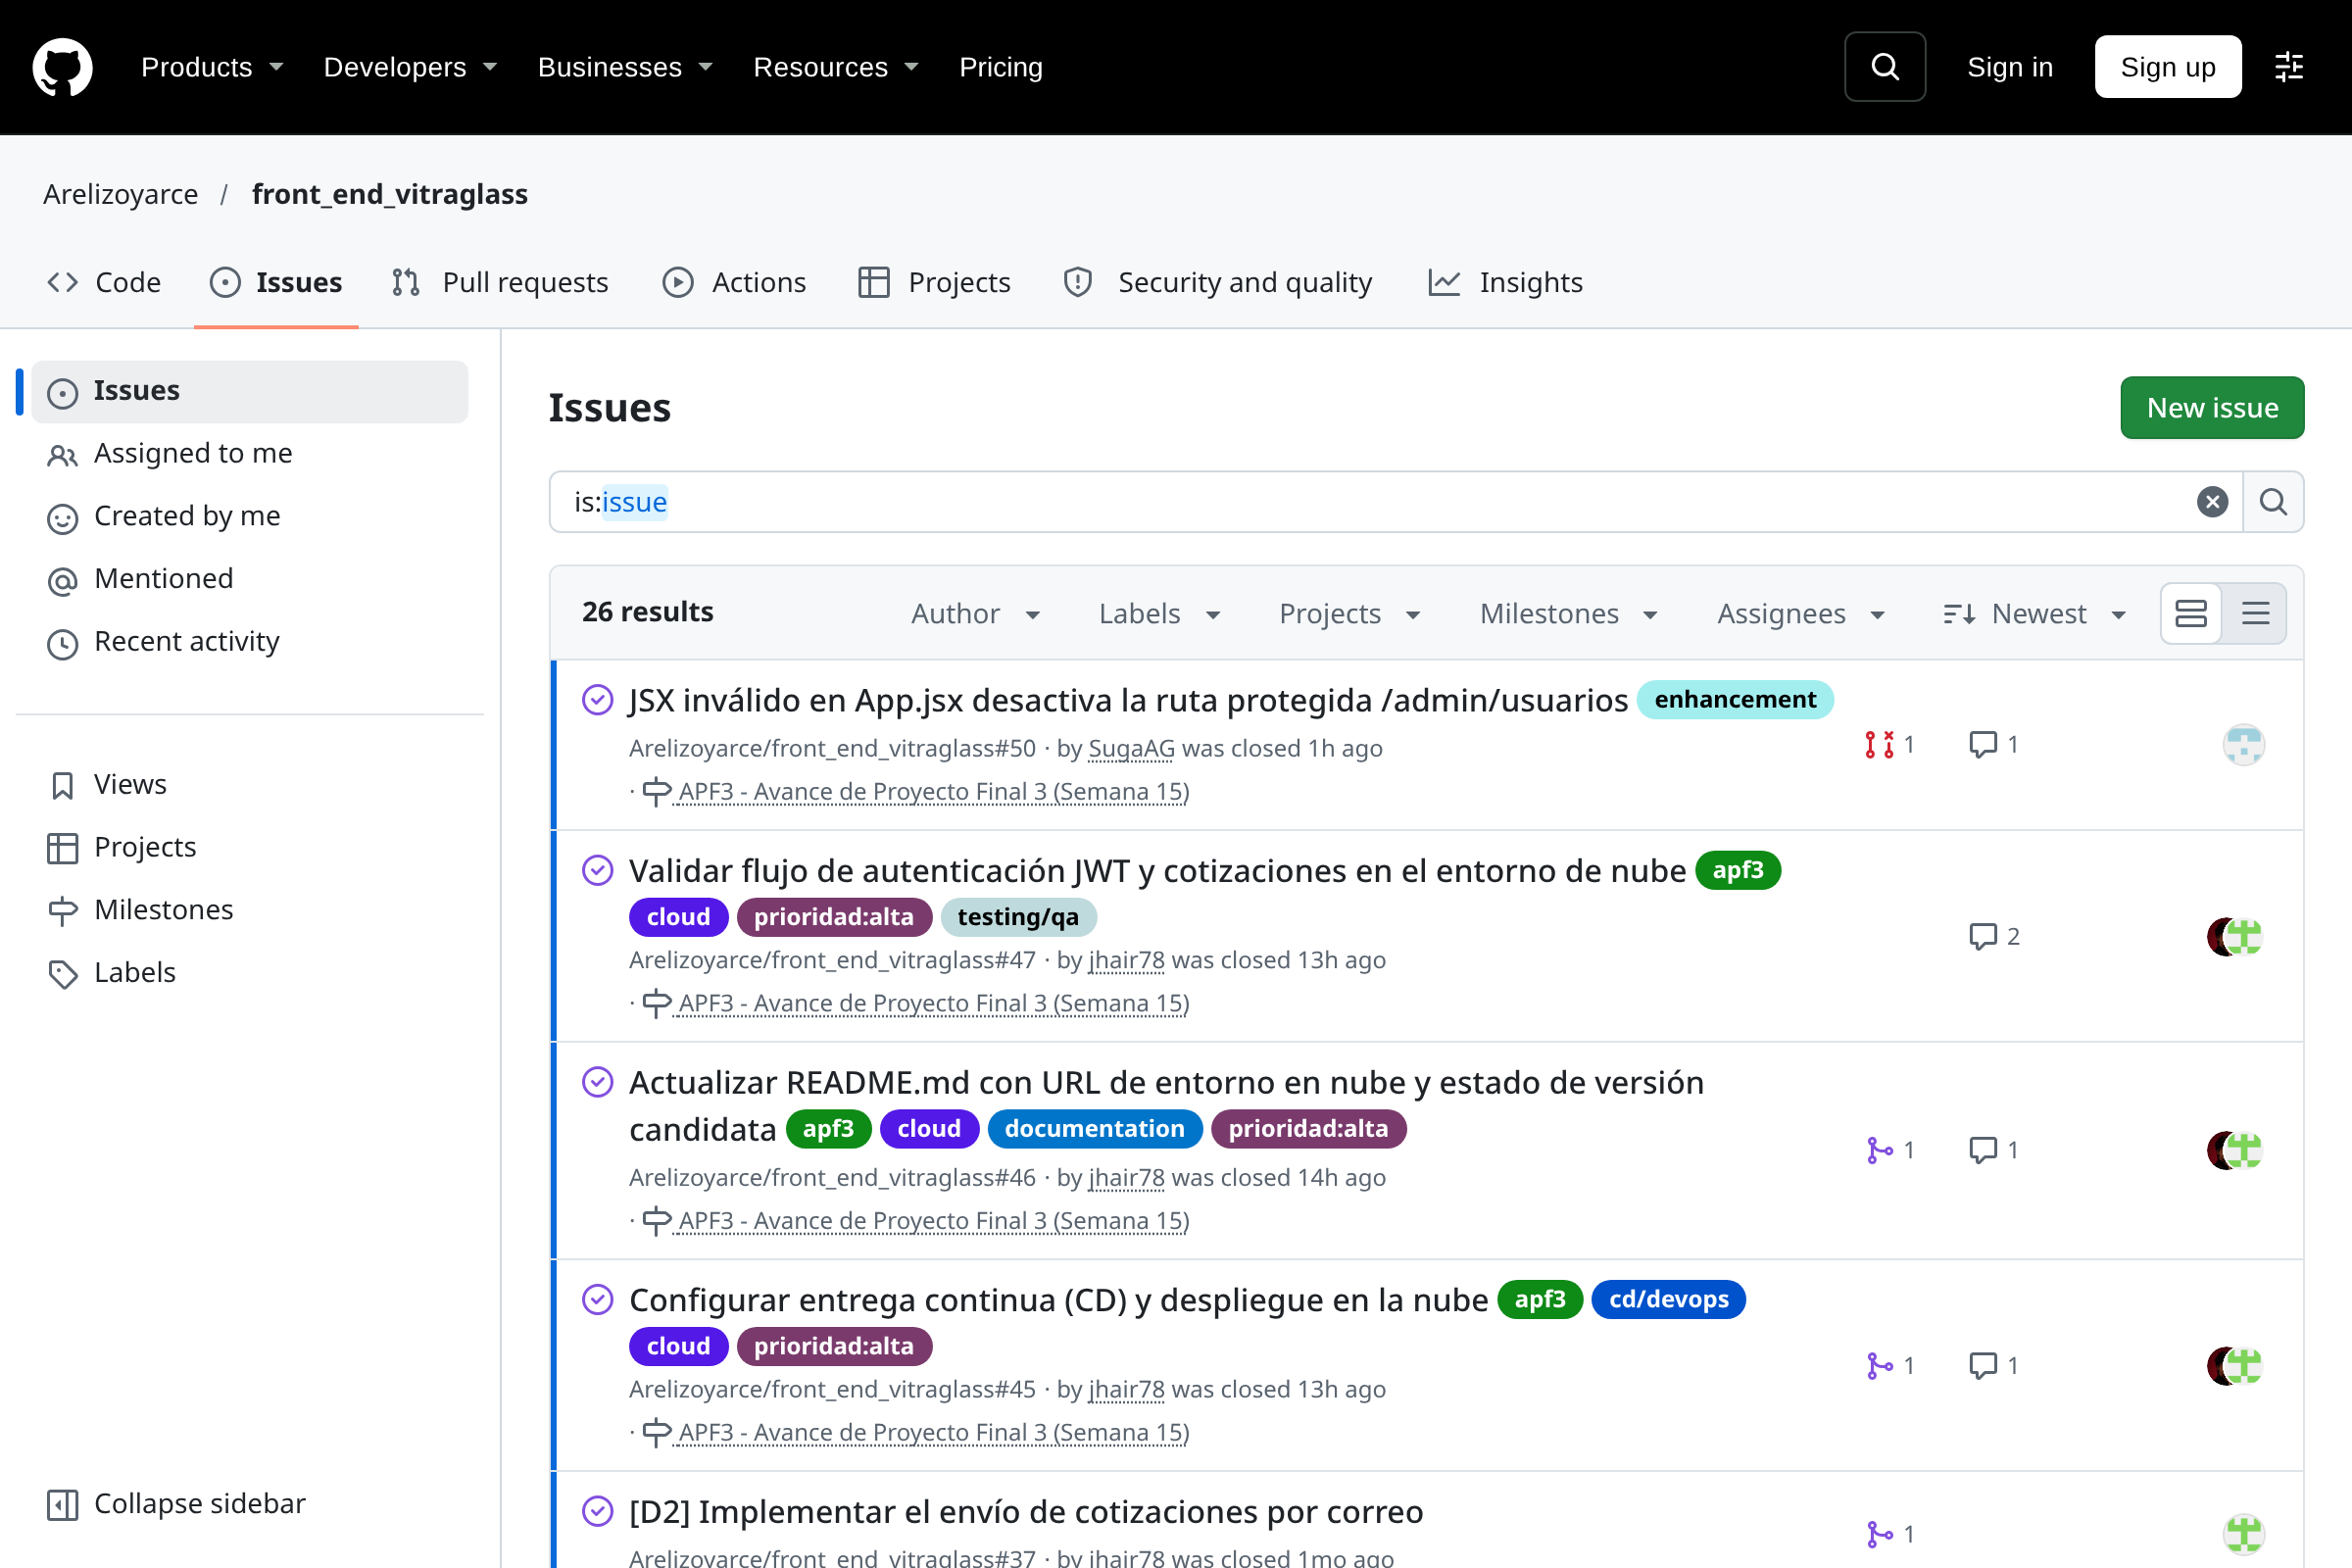 Products Developers Businesses Resources Pricing Sign in Sign up
Arelizoyarce / front_end_vitraglass
Code Issues Pull requests Actions Projects Security and quality Insights
Issues
Assigned to me
Created by me
Mentioned
Recent activity
Views
Projects
Milestones
Labels
Collapse sidebar
Issues
New issue
is:issue
26 results Author Labels Projects Milestones Assignees Newest
JSX inválido en App.jsx desactiva la ruta protegida /admin/usuarios enhancement
Arelizoyarce/front_end_vitraglass#50 · by SugaAG was closed 1h ago
· APF3 - Avance de Proyecto Final 3 (Semana 15)
1 1
Validar flujo de autenticación JWT y cotizaciones en el entorno de nube apf3
cloud prioridad:alta testing/qa
Arelizoyarce/front_end_vitraglass#47 · by jhair78 was closed 13h ago
· APF3 - Avance de Proyecto Final 3 (Semana 15)
2
Actualizar README.md con URL de entorno en nube y estado de versión
candidata apf3 cloud documentation prioridad:alta
Arelizoyarce/front_end_vitraglass#46 · by jhair78 was closed 14h ago
· APF3 - Avance de Proyecto Final 3 (Semana 15)
1 1
Configurar entrega continua (CD) y despliegue en la nube apf3 cd/devops
cloud prioridad:alta
Arelizoyarce/front_end_vitraglass#45 · by jhair78 was closed 13h ago
· APF3 - Avance de Proyecto Final 3 (Semana 15)
1 1
[D2] Implementar el envío de cotizaciones por correo
Arelizoyarce/front_end_vitraglass#37 · by jhair78 was closed 1mo ago
1